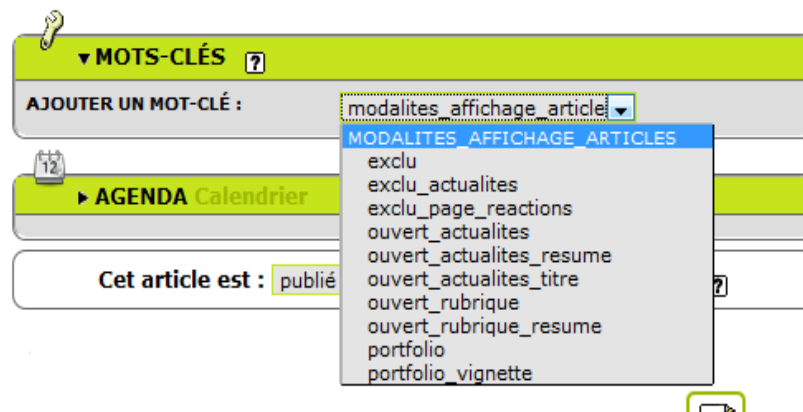 ▾ MOTS-CLÉS ?
AJOUTER UN MOT-CLÉ : modalites_affichage_article
MODALITES_AFFICHAGE_ARTICLES
exclu
exclu_actualites
exclu_page_reactions
ouvert_actualites
ouvert_actualites_resume
ouvert_actualites_titre
ouvert_rubrique
ouvert_rubrique_resume
portfolio
portfolio_vignette
12
▸ AGENDA Calendrier
Cet article est : publié ?